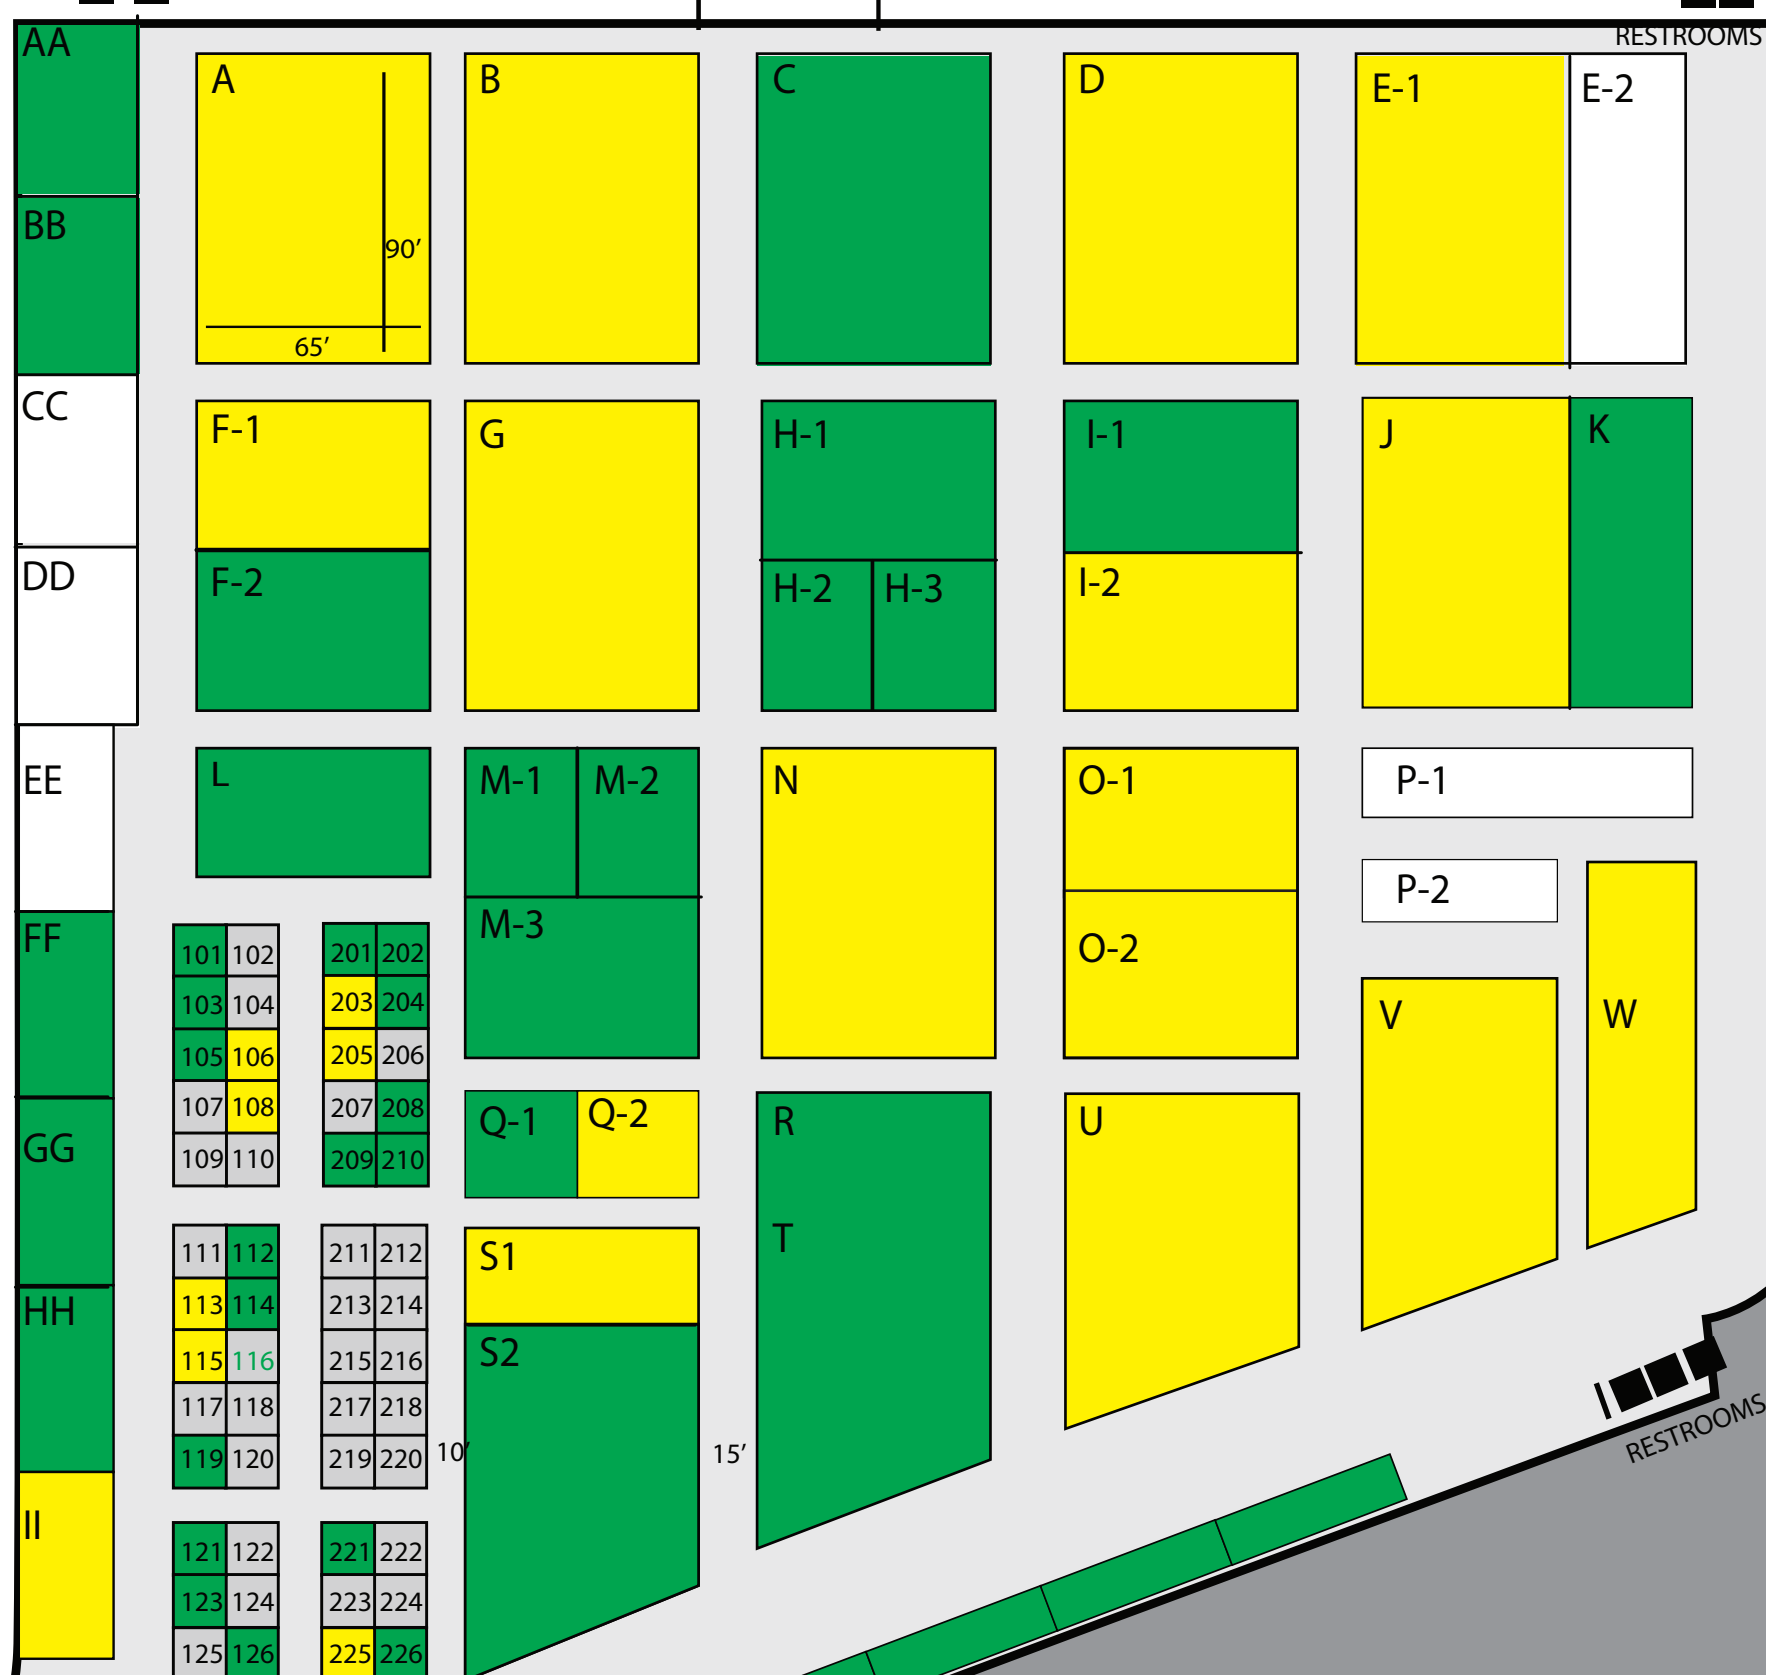 RESTROOMS
AA
A
B
C
D
E-1
E-2
90’
65’
BB
CC
F-1
G
H-1
I-1
J
K
DD
F-2
H-2
H-3
I-2
EE
L
M-1
M-2
N
O-1
P-1
P-2
FF
M-3
O-2
V
W
101 102
201 202
103 104
203 204
105 106
205 206
107 108
207 208
109 110
209 210
GG
Q-1
Q-2
R
U
T
111 112
211 212
113 114
213 214
115 116
215 216
117 118
217 218
119 120
219 220
HH
S1
S2
10’
15’
RESTROOMS
II
121 122
221 222
123 124
223 224
125 126
225 226